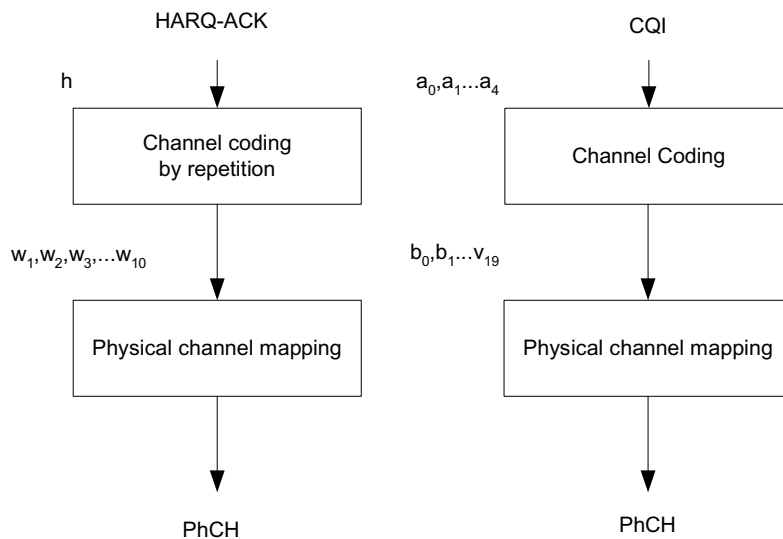 HARQ-ACK
h
Channel coding
by repetition
w₁,w₂,w₃,...w₁₀
Physical channel mapping
PhCH
CQI
a₀,a₁...a₄
Channel Coding
b₀,b₁...v₁₉
Physical channel mapping
PhCH